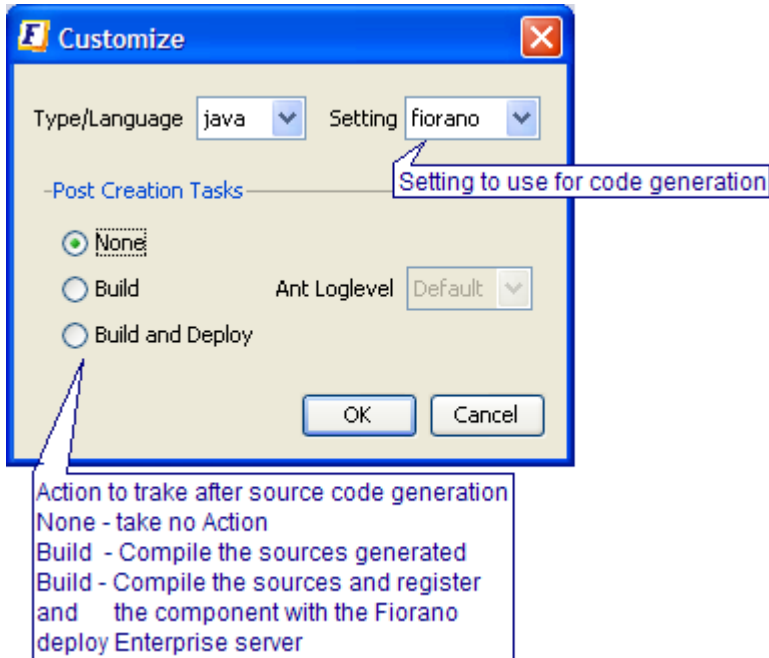 F Customize
Type/Language java Setting fiorano
Setting to use for code generation
Post Creation Tasks
None
Build Ant Loglevel Default
Build and Deploy
OK Cancel
Action to trake after source code generation
None - take no Action
Build - Compile the sources generated
Build - Compile the sources and register
and the component with the Fiorano
deploy Enterprise server